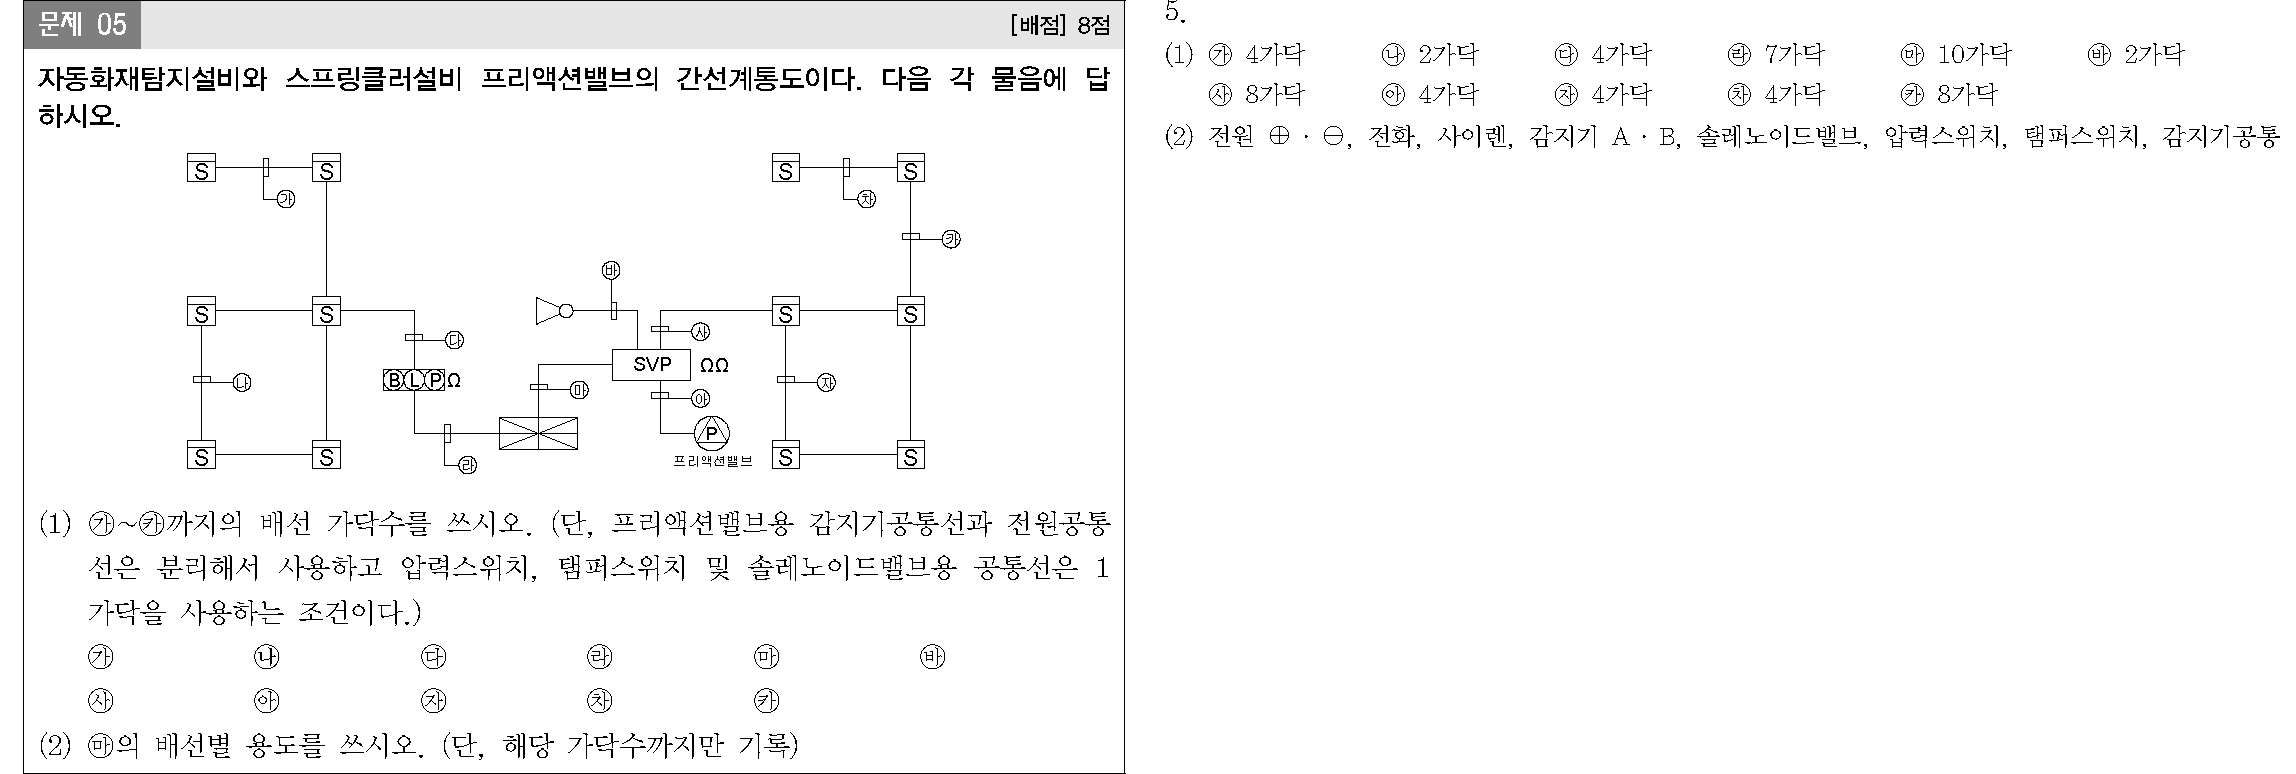 문제 05
[배점] 8점
자동화재탐지설비와 스프링클러설비 프리액션밸브의 간선계통도이다. 다음 각 물음에 답
하시오.
S S S S
㉮ ㉶
㉸
㉳
S S S S
㉰ ㉴
SVP ΩΩ
B L P Ω
㉯ ㉲ ㉵ ㉶
P
프리액션밸브
S S S S
㉱
(1) ㉮~㉸까지의 배선 가닥수를 쓰시오. (단, 프리액션밸브용 감지기공통선과 전원공통
선은 분리해서 사용하고 압력스위치, 탬퍼스위치 및 솔레노이드밸브용 공통선은 1
가닥을 사용하는 조건이다.)
㉮ ㉯ ㉰ ㉱ ㉲ ㉳
㉴ ㉵ ㉶ ㉷ ㉸
(2) ㉲의 배선별 용도를 쓰시오. (단, 해당 가닥수까지만 기록)
5.
(1) ㉮ 4가닥 ㉯ 2가닥 ㉰ 4가닥 ㉱ 7가닥 ㉲ 10가닥 ㉳ 2가닥
㉴ 8가닥 ㉵ 4가닥 ㉶ 4가닥 ㉷ 4가닥 ㉸ 8가닥
(2) 전원 ⊕ · ⊖, 전화, 사이렌, 감지기 A · B, 솔레노이드밸브, 압력스위치, 탬퍼스위치, 감지기공통